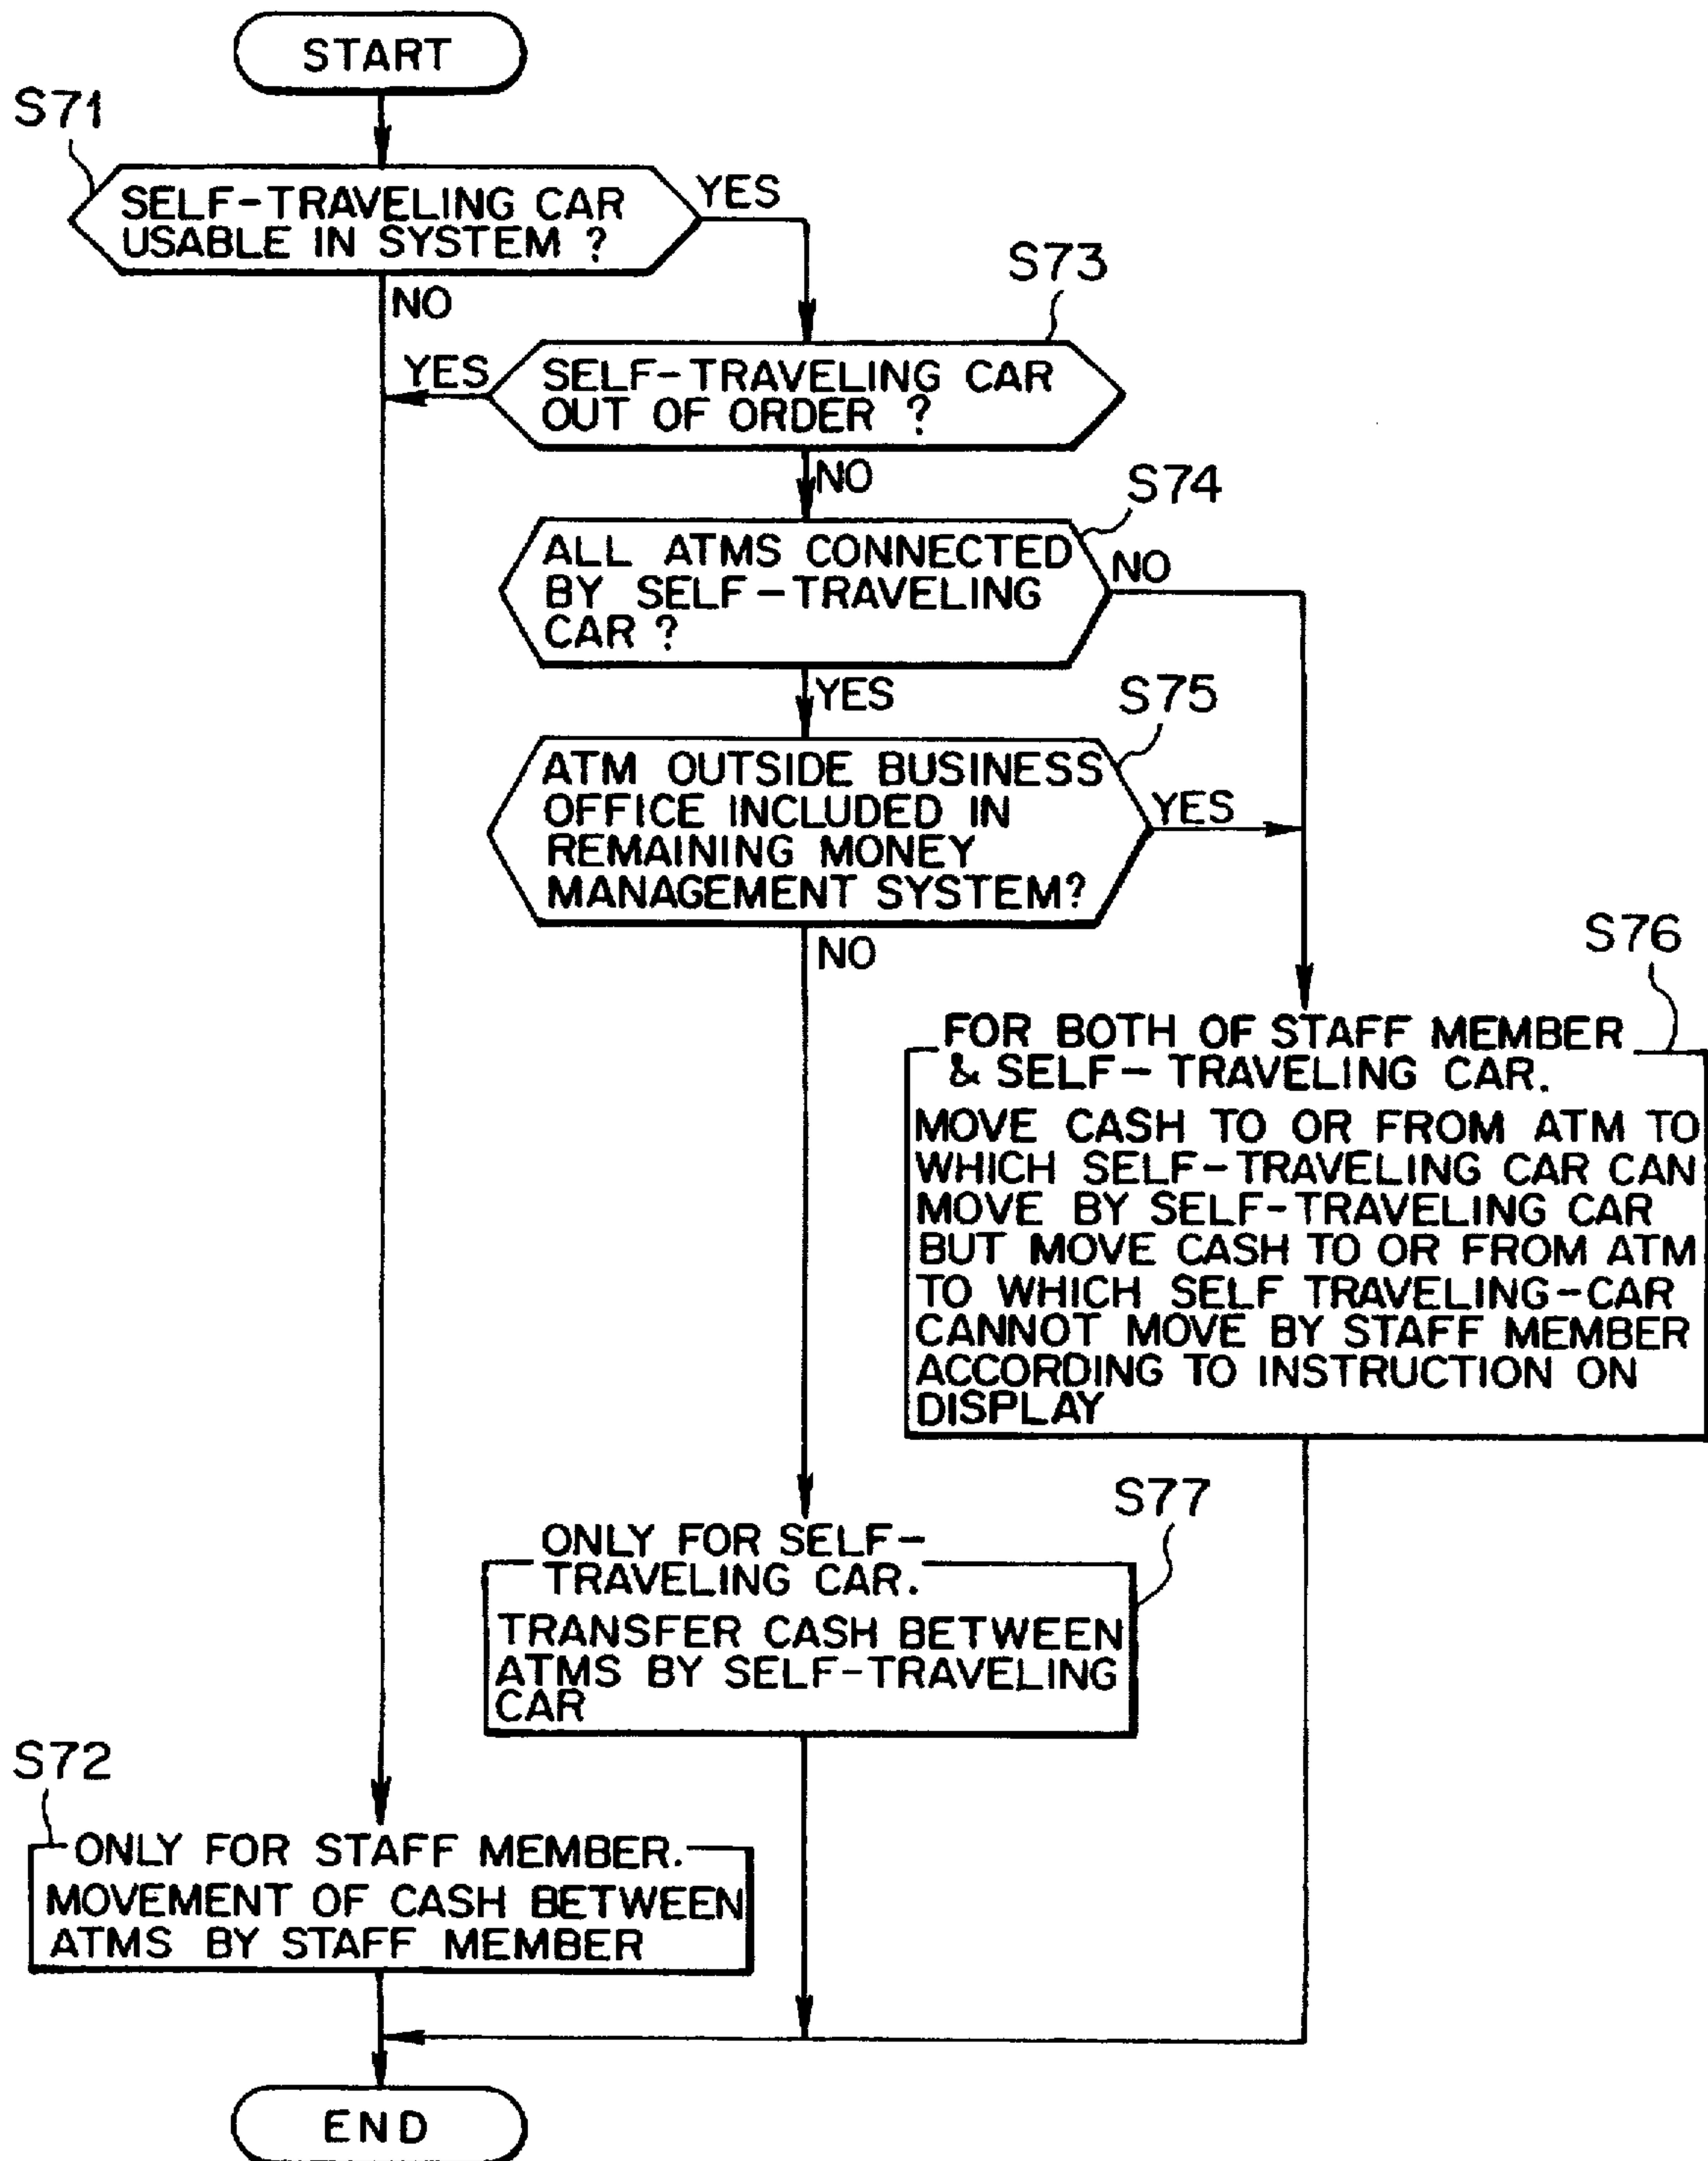 START
S71
SELF-TRAVELING CAR
USABLE IN SYSTEM ?
YES
NO
S73
SELF-TRAVELING CAR
OUT OF ORDER ?
YES
NO
S74
ALL ATMS CONNECTED
BY SELF-TRAVELING
CAR ?
NO
YES
S75
ATM OUTSIDE BUSINESS
OFFICE INCLUDED IN
REMAINING MONEY
MANAGEMENT SYSTEM?
YES
NO
S76
FOR BOTH OF STAFF MEMBER
& SELF-TRAVELING CAR.
MOVE CASH TO OR FROM ATM TO
WHICH SELF-TRAVELING CAR CAN
MOVE BY SELF-TRAVELING CAR
BUT MOVE CASH TO OR FROM ATM
TO WHICH SELF TRAVELING-CAR
CANNOT MOVE BY STAFF MEMBER
ACCORDING TO INSTRUCTION ON
DISPLAY
S77
ONLY FOR SELF-
TRAVELING CAR.
TRANSFER CASH BETWEEN
ATMS BY SELF-TRAVELING
CAR
S72
ONLY FOR STAFF MEMBER.
MOVEMENT OF CASH BETWEEN
ATMS BY STAFF MEMBER
END